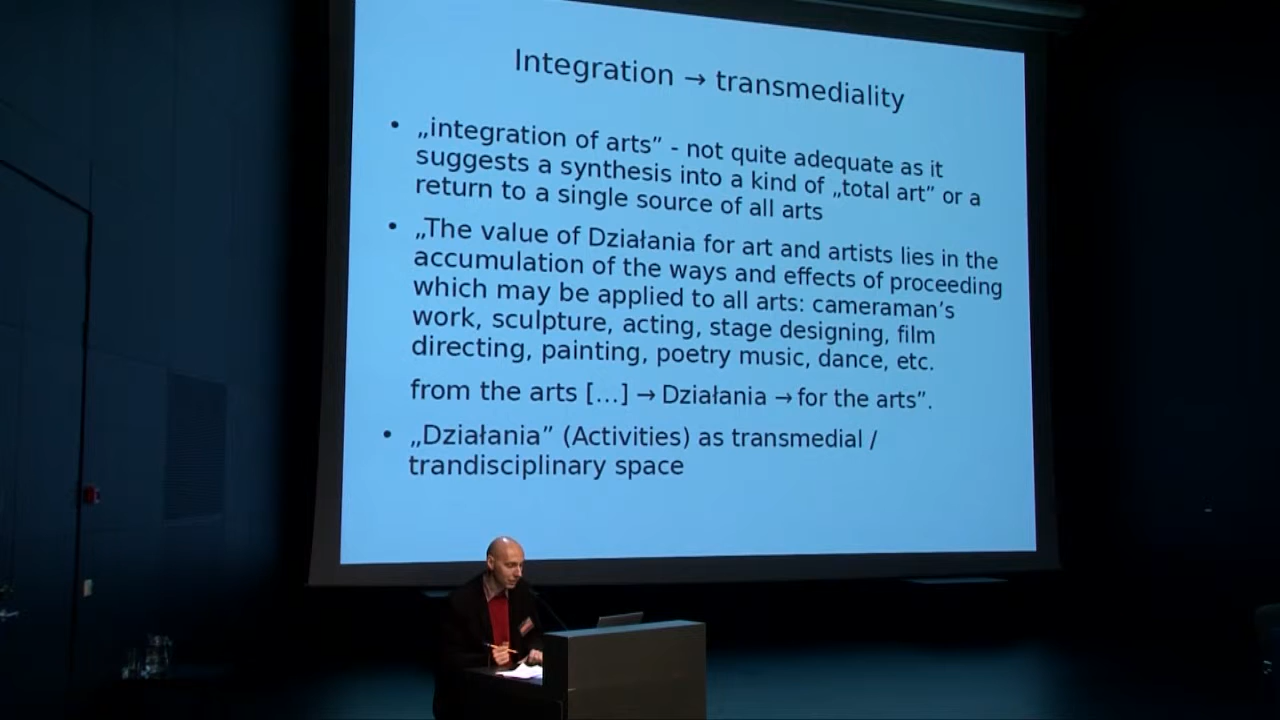 Integration → transmediality
• „integration of arts” - not quite adequate as it
suggests a synthesis into a kind of „total art” or a
return to a single source of all arts
• „The value of Działania for art and artists lies in the
accumulation of the ways and effects of proceeding
which may be applied to all arts: cameraman’s
work, sculpture, acting, stage designing, film
directing, painting, poetry music, dance, etc.
from the arts [...] → Działania → for the arts”.
• „Działania” (Activities) as transmedial /
trandisciplinary space